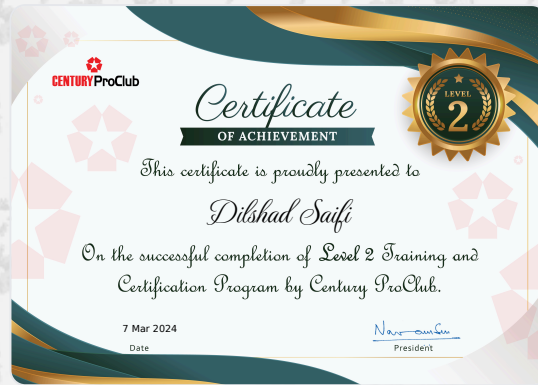 CENTURY ProClub
Certificate
OF ACHIEVEMENT
LEVEL
2
This certificate is proudly presented to
Dilshad Saifi
On the successful completion of Level 2 Training and
Certification Program by Century ProClub.
7 Mar 2024
Date
President